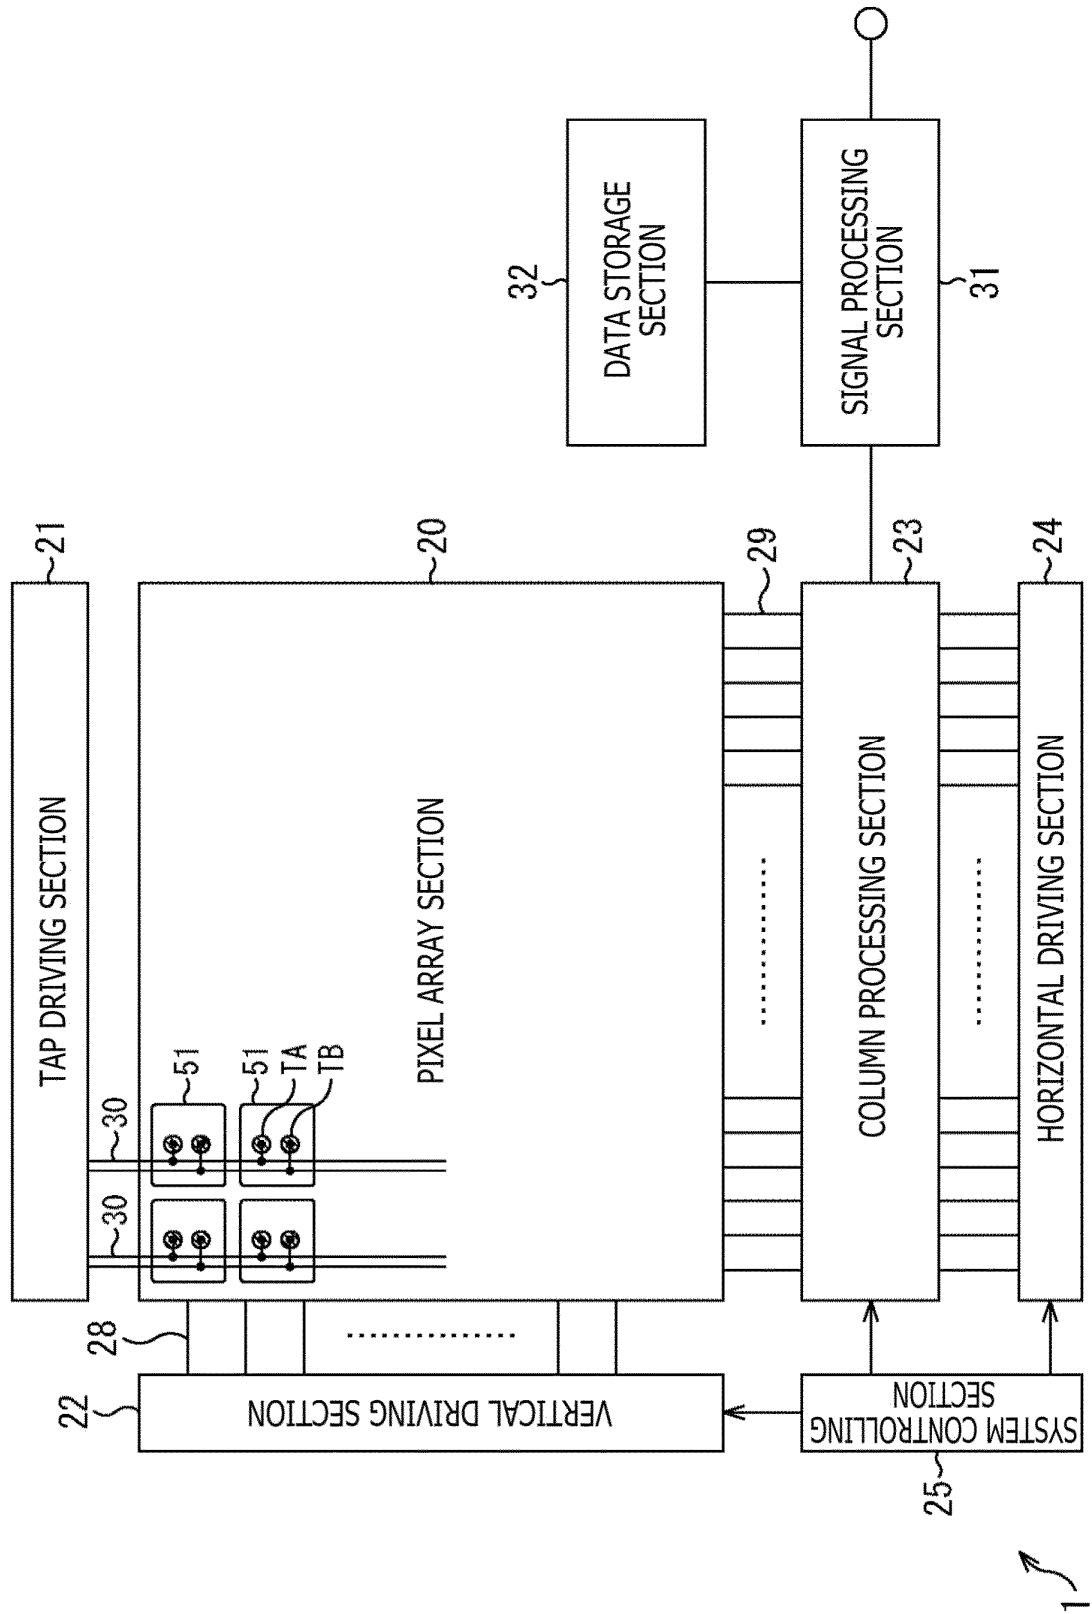 21
TAP DRIVING SECTION
30
30
51
51
TA
TB
20
PIXEL ARRAY SECTION
28
22
VERTICAL DRIVING SECTION
29
23
COLUMN PROCESSING SECTION
24
HORIZONTAL DRIVING SECTION
25
SYSTEM CONTROLLING
SECTION
32
DATA STORAGE
SECTION
31
SIGNAL PROCESSING
SECTION
1